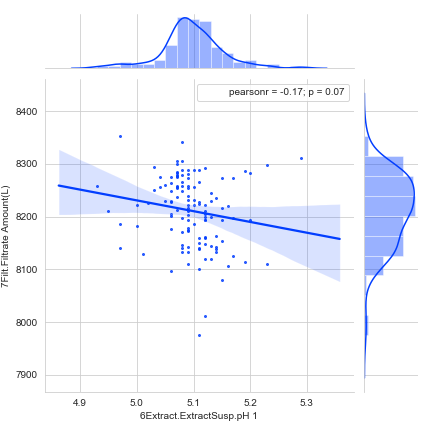 pearsonr = -0.17; p = 0.07
8400
8300
8200
8100
8000
7900
7Filt.Filtrate Amount(L)
4.9 5.0 5.1 5.2 5.3
6Extract.ExtractSusp.pH 1